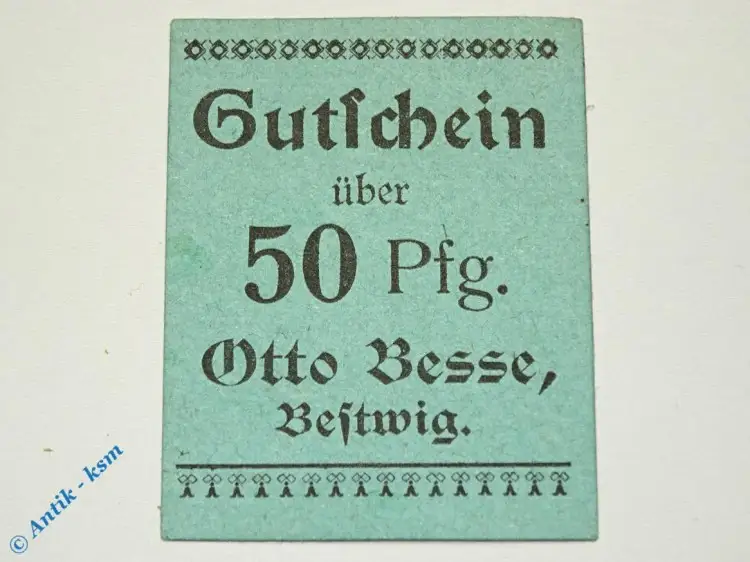 Gutſchein
über
50 Pfg.
Otto Besse,
Beſtwig.
© Antik - ksm